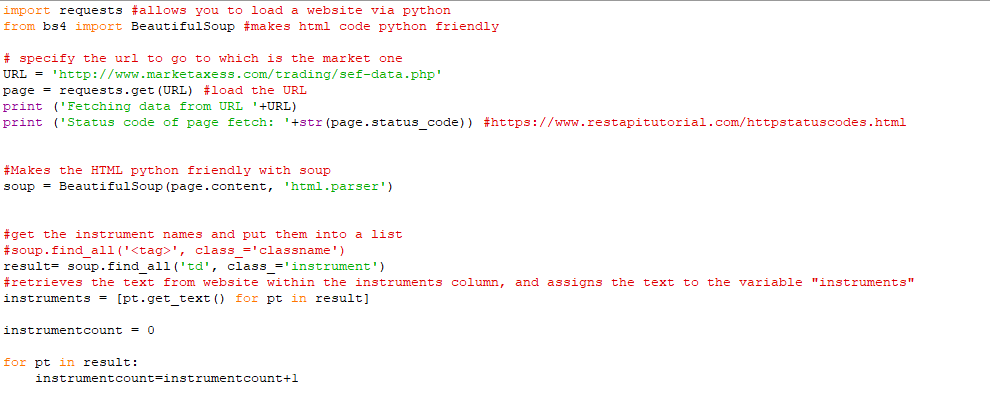 import requests #allows you to load a website via python
from bs4 import BeautifulSoup #makes html code python friendly
# specify the url to go to which is the market one
URL = 'http://www.marketaxess.com/trading/sef-data.php'
page = requests.get(URL) #load the URL
print ('Fetching data from URL '+URL)
print ('Status code of page fetch: '+str(page.status_code)) #https://www.restapitutorial.com/httpstatuscodes.html
#Makes the HTML python friendly with soup
soup = BeautifulSoup(page.content, 'html.parser')
#get the instrument names and put them into a list
#soup.find_all('<tag>', class_='classname')
result= soup.find_all('td', class_='instrument')
#retrieves the text from website within the instruments column, and assigns the text to the variable "instruments"
instruments = [pt.get_text() for pt in result]
instrumentcount = 0
for pt in result:
    instrumentcount=instrumentcount+1